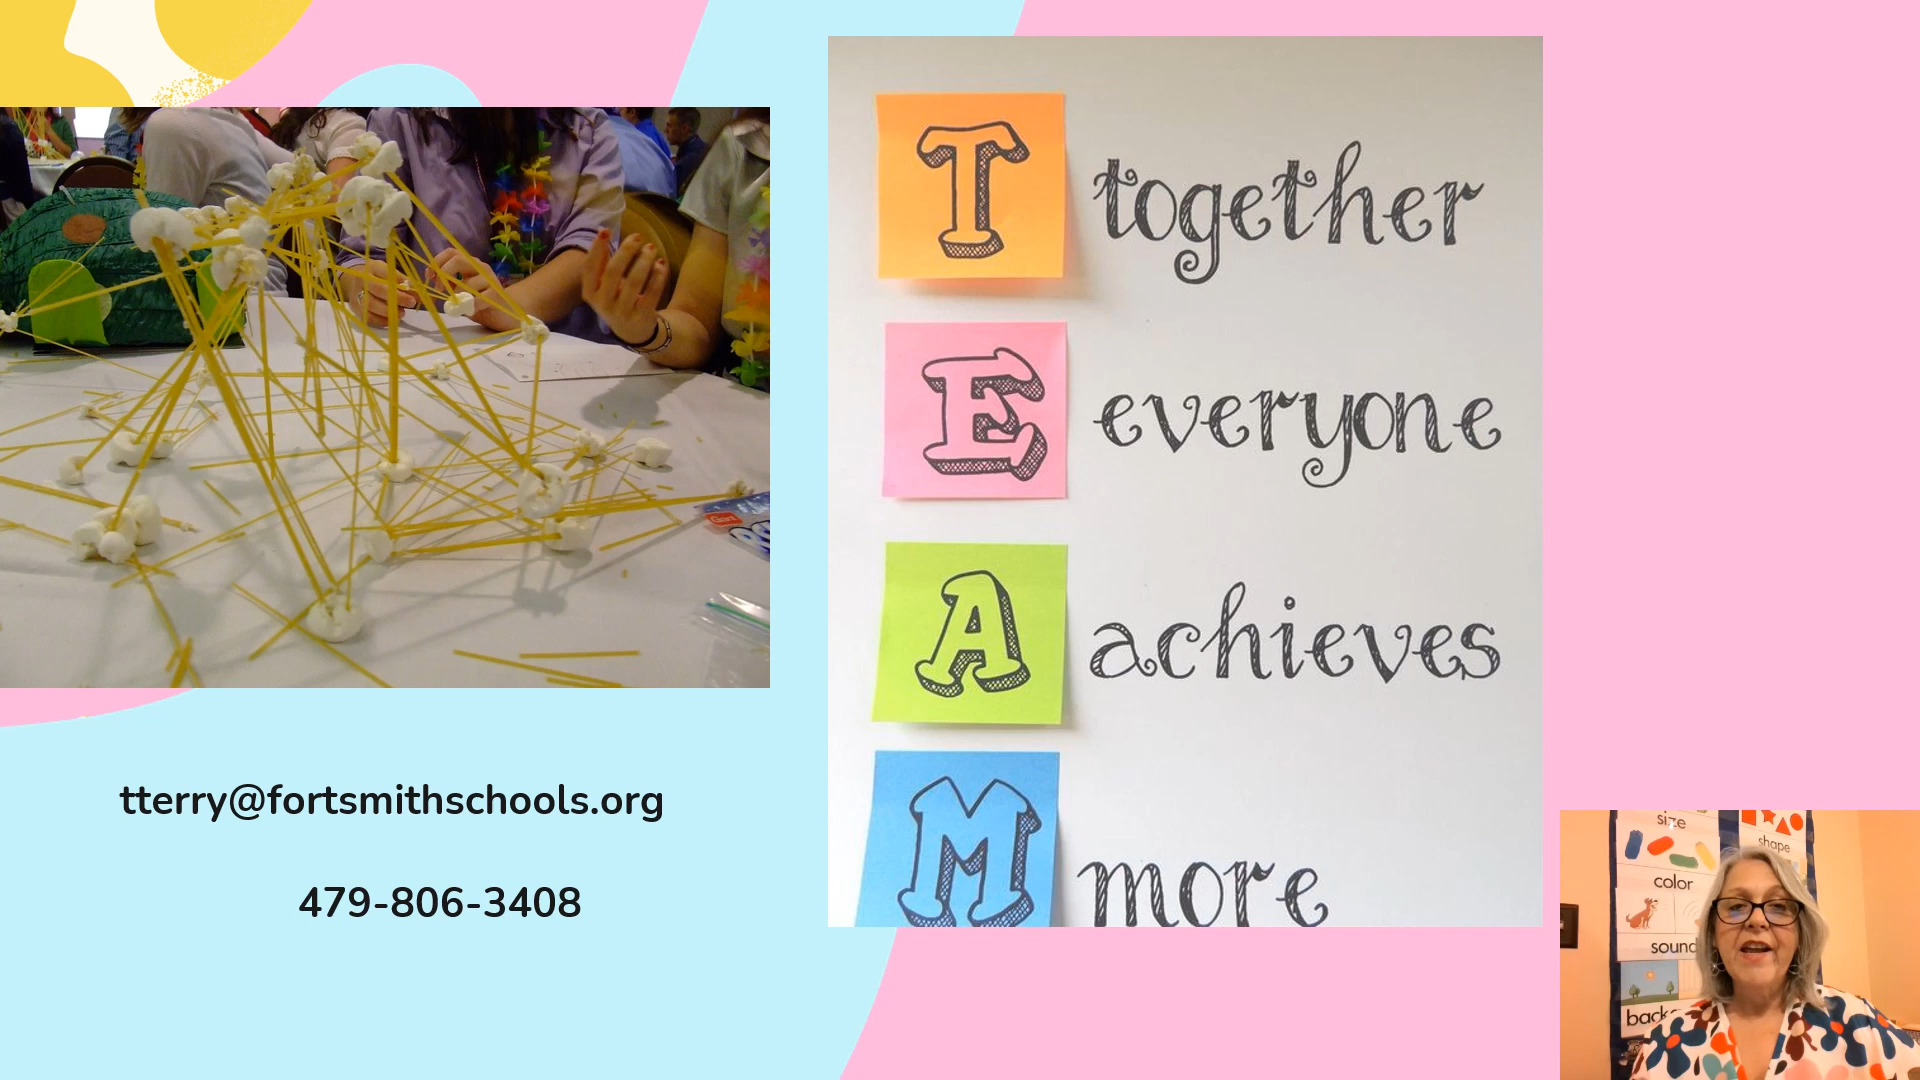 T together
E everyone
A achieves
M more
tterry@fortsmithschools.org
479-806-3408
size
shape
color
sound